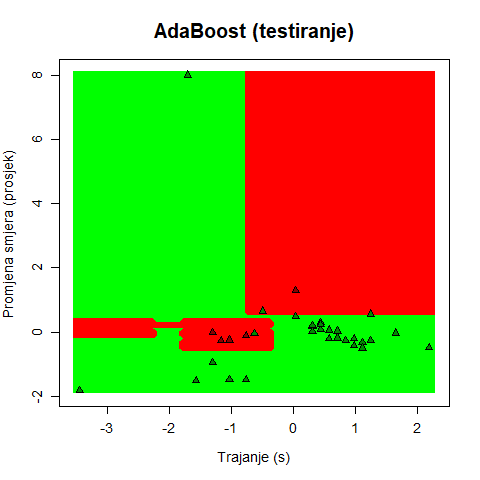 AdaBoost (testiranje)
Promjena smjera (prosjek)
8
6
4
2
0
-2
-3 -2 -1 0 1 2
Trajanje (s)